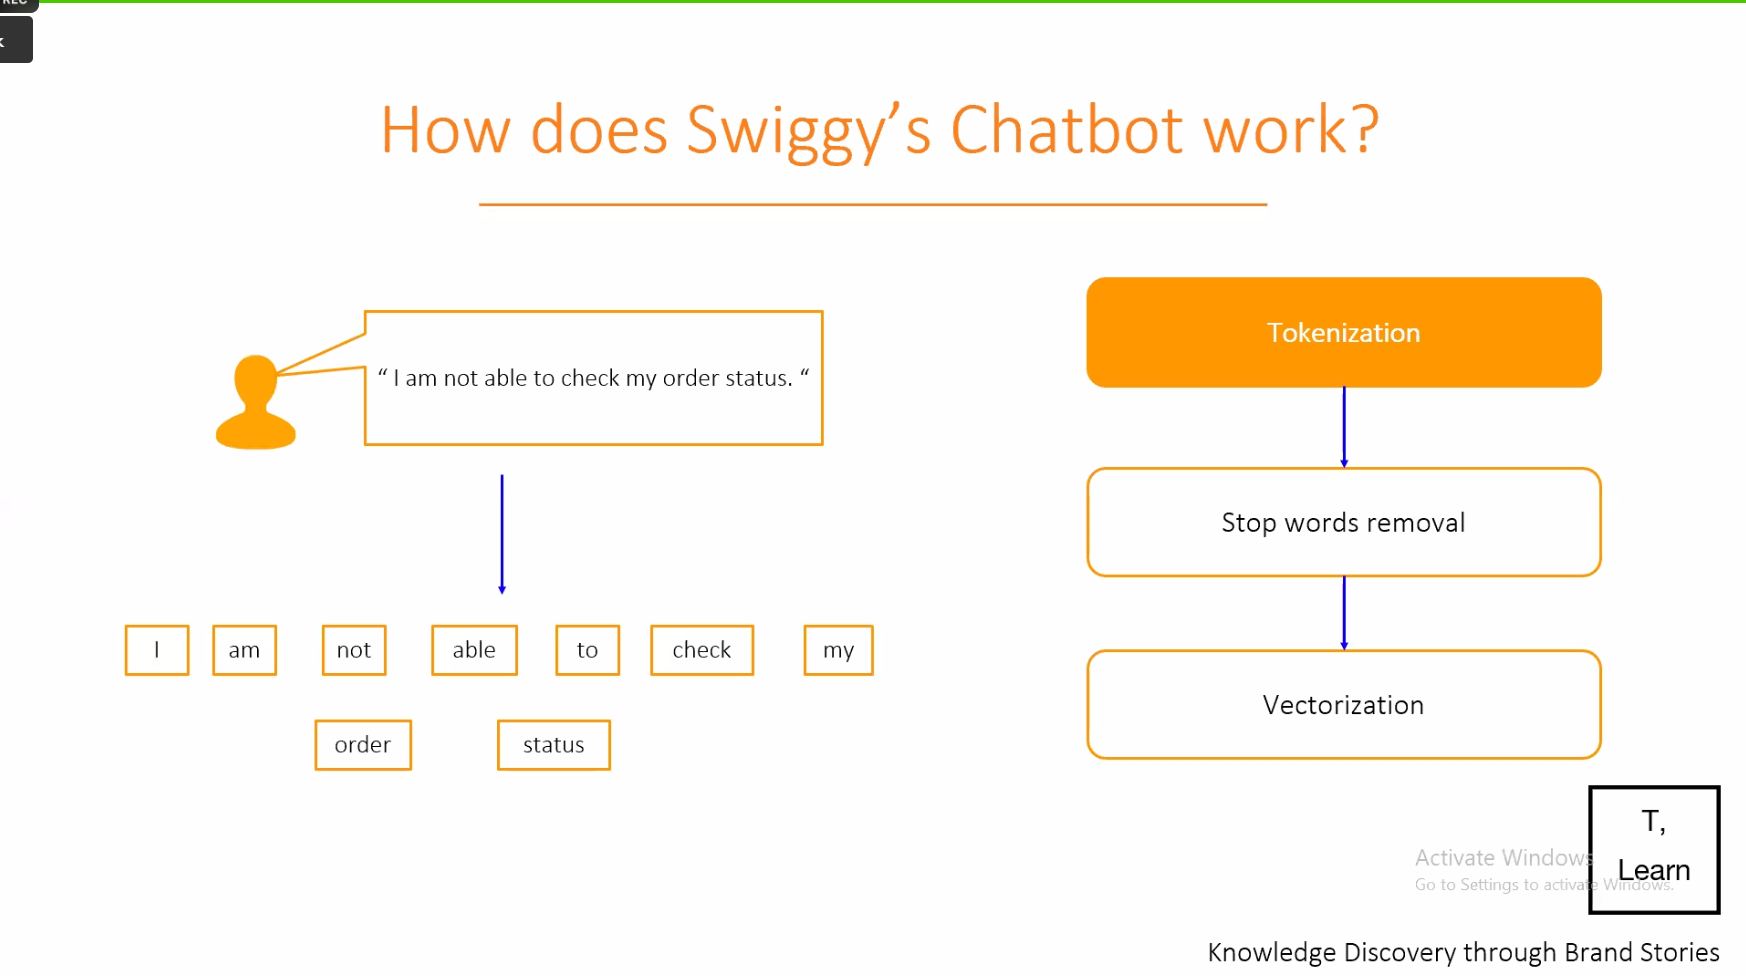 REC
How does Swiggy’s Chatbot work?
“ I am not able to check my order status. “
I am not able to check my
order status
Tokenization
Stop words removal
Vectorization
T,
Learn
Activate Windows
Go to Settings to activate Windows.
Knowledge Discovery through Brand Stories